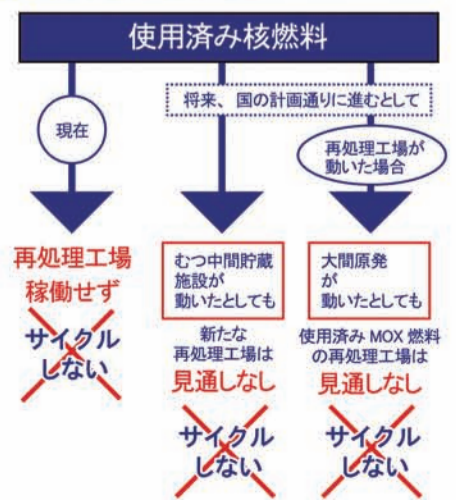 使用済み核燃料
将来、国の計画通りに進むとして
現在
再処理工場が
動いた場合
再処理工場
稼働せず
サイクル
しない
むつ中間貯蔵
施設が
動いたとしても
新たな
再処理工場は
見通しなし
サイクル
しない
大間原発
が
動いたとしても
使用済み MOX 燃料
の再処理工場は
見通しなし
サイクル
しない